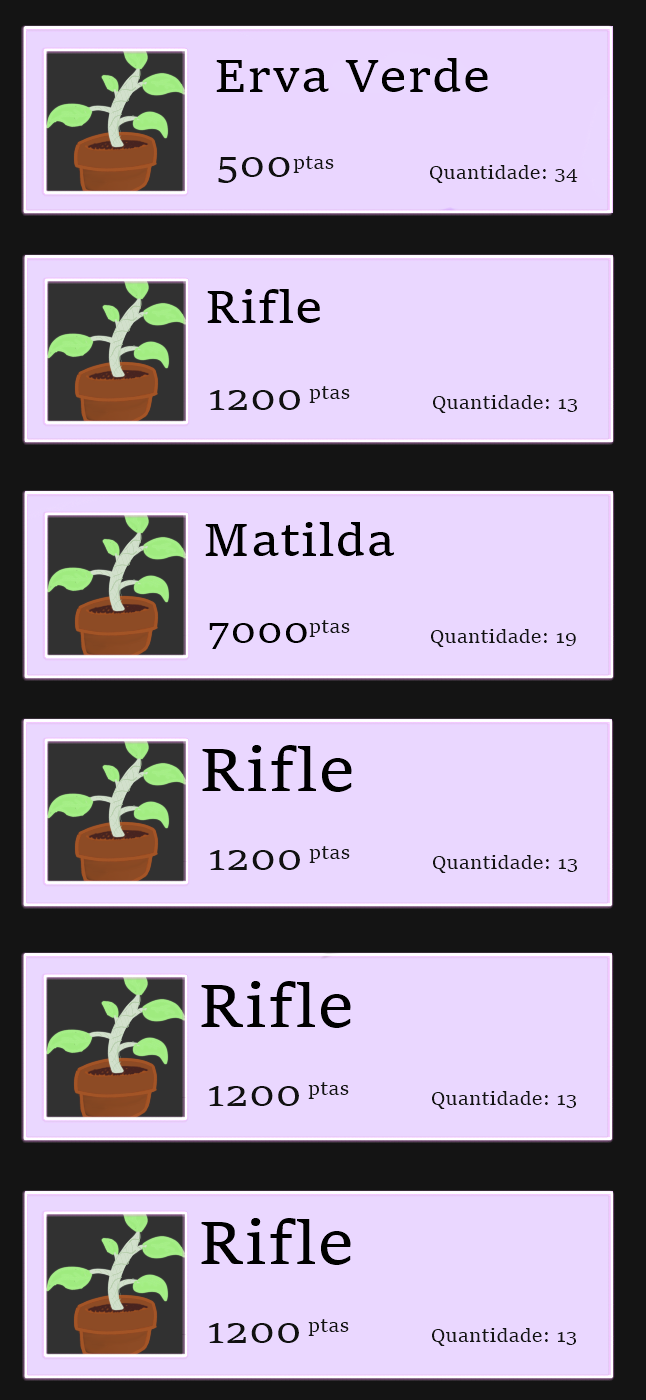 Erva Verde
500ptas Quantidade: 34
Rifle
1200 ptas Quantidade: 13
Matilda
7000ptas Quantidade: 19
Rifle
1200 ptas Quantidade: 13
Rifle
1200 ptas Quantidade: 13
Rifle
1200 ptas Quantidade: 13